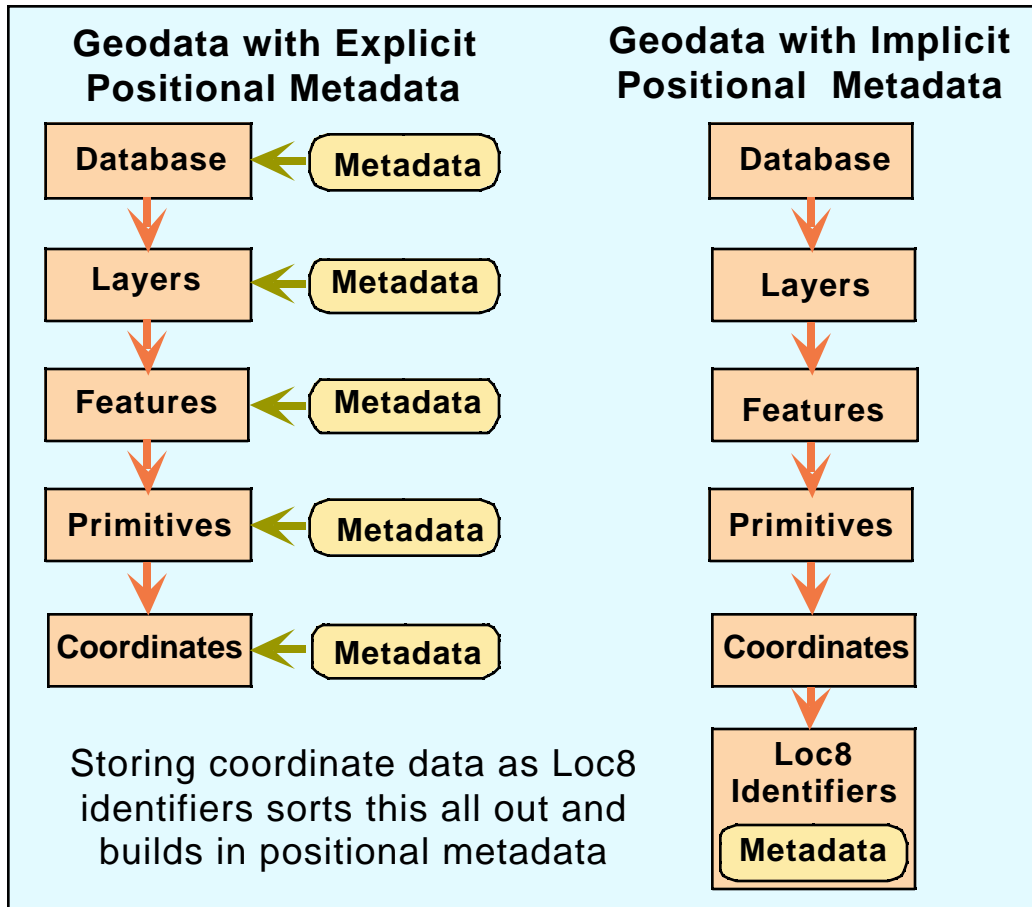 Geodata with Explicit
Positional Metadata
Database
Metadata
Layers
Metadata
Features
Metadata
Primitives
Metadata
Coordinates
Metadata
Storing coordinate data as Loc8
identifiers sorts this all out and
builds in positional metadata
Geodata with Implicit
Positional Metadata
Database
Layers
Features
Primitives
Coordinates
Loc8
Identifiers
Metadata